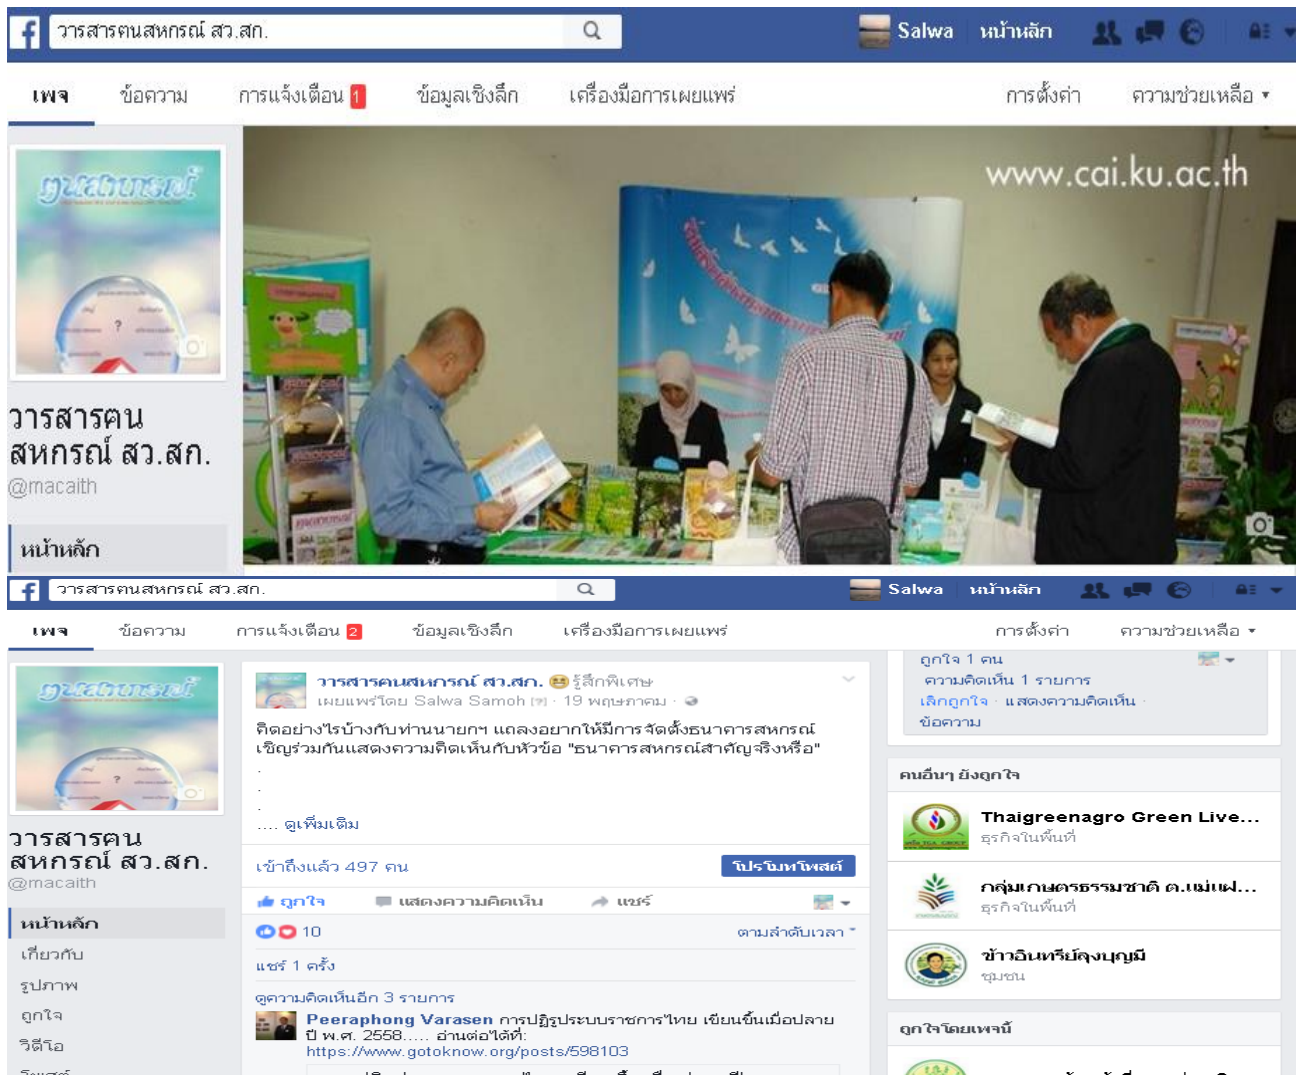 วารสารฅนสหกรณ์ สว.สก.
Salwa หน้าหลัก
เพจ ข้อความ การแจ้งเตือน 1 ข้อมูลเชิงลึก เครื่องมือการเผยแพร่ การตั้งค่า ความช่วยเหลือ
www.cai.ku.ac.th
ฅนสหกรณ์
?
วารสารฅน
สหกรณ์ สว.สก.
@macaith
หน้าหลัก
วารสารฅนสหกรณ์ สว.สก.
Salwa หน้าหลัก
เพจ ข้อความ การแจ้งเตือน 2 ข้อมูลเชิงลึก เครื่องมือการเผยแพร่ การตั้งค่า ความช่วยเหลือ
ฅนสหกรณ์
?
วารสารฅน
สหกรณ์ สว.สก.
@macaith
หน้าหลัก
เกี่ยวกับ
รูปภาพ
ถูกใจ
วิดีโอ
โพสต์
วารสารฅนสหกรณ์ สว.สก. รู้สึกพิเศษ
เผยแพร่โดย Salwa Samoh [?] · 19 พฤษภาคม ·
คิดอย่างไรบ้างกับท่านนายกฯ แถลงอยากให้มีการจัดตั้งธนาคารสหกรณ์
เชิญร่วมกันแสดงความคิดเห็นกับหัวข้อ "ธนาคารสหกรณ์สำคัญจริงหรือ"
.
.
.
.... ดูเพิ่มเติม
เข้าถึงแล้ว 497 คน โปรโมทโพสต์
ถูกใจ แสดงความคิดเห็น แชร์
10 ตามลำดับเวลา
แชร์ 1 ครั้ง
ดูความคิดเห็นอีก 3 รายการ
Peeraphong Varasen การปฏิรูประบบราชการไทย เขียนขึ้นเมื่อปลาย
ปี พ.ศ. 2558..... อ่านต่อได้ที่:
https://www.gotoknow.org/posts/598103
ถูกใจ 1 คน
ความคิดเห็น 1 รายการ
เลิกถูกใจ · แสดงความคิดเห็น ·
ข้อความ
คนอื่นๆ ยังถูกใจ
Thaigreenagro Green Live...
ธุรกิจในพื้นที่
กลุ่มเกษตรธรรมชาติ ต.แม่แฝ...
ธุรกิจในพื้นที่
ข้าวอินทรีย์ลุงบุญมี
ชุมชน
ถูกใจโดยเพจนี้